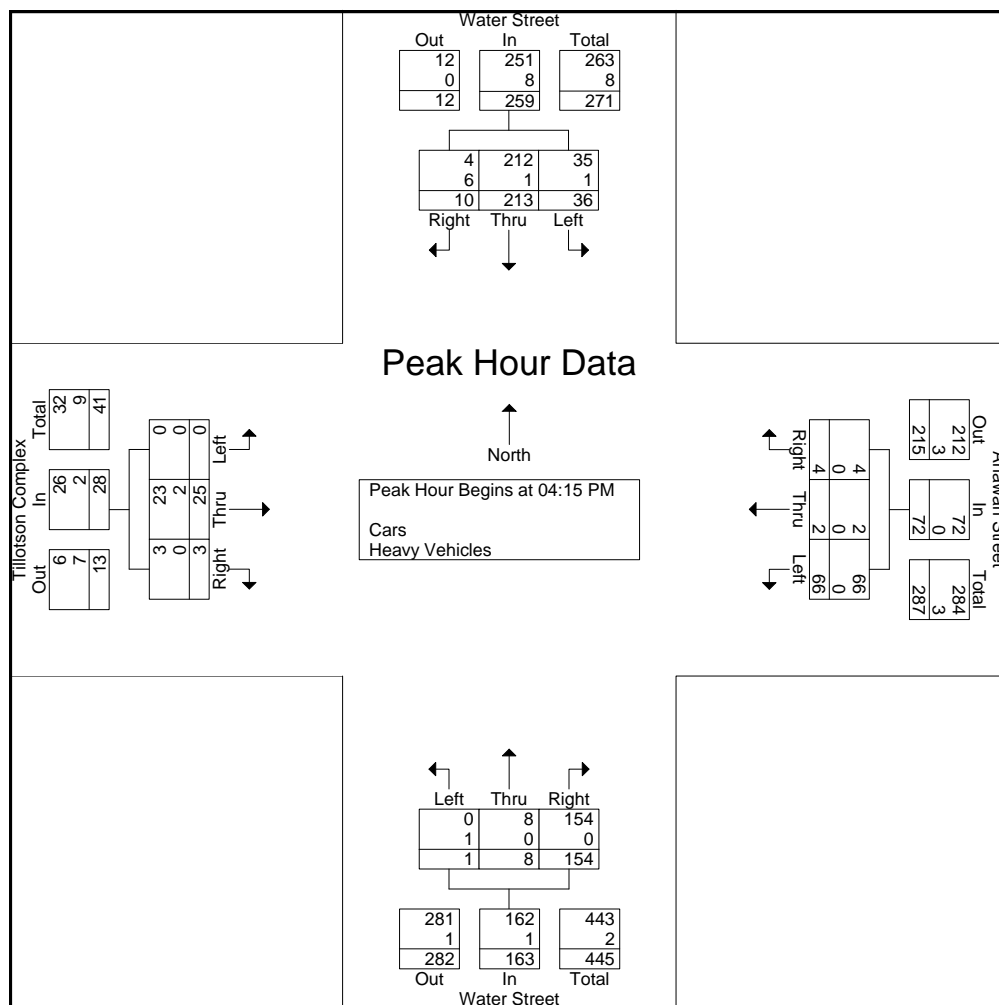 Water Street
Out In Total
12 251 263
0 8 8
12 259 271
4 212 35
6 1 1
10 213 36
Right Thru Left
Peak Hour Data
North
Peak Hour Begins at 04:15 PM
Cars
Heavy Vehicles
Tillotson Complex
Out In Total
6 26 32
7 2 9
13 28 41
3 23 0
0 2 0
3 25 0
Right Thru Left
Out In Total
212 72 284
3 0 3
215 72 287
4 2 66
0 0 0
4 2 66
Right Thru Left
Street
Left Thru Right
0 8 154
1 0 0
1 8 154
281 162 443
1 1 2
282 163 445
Out In Total
Water Street